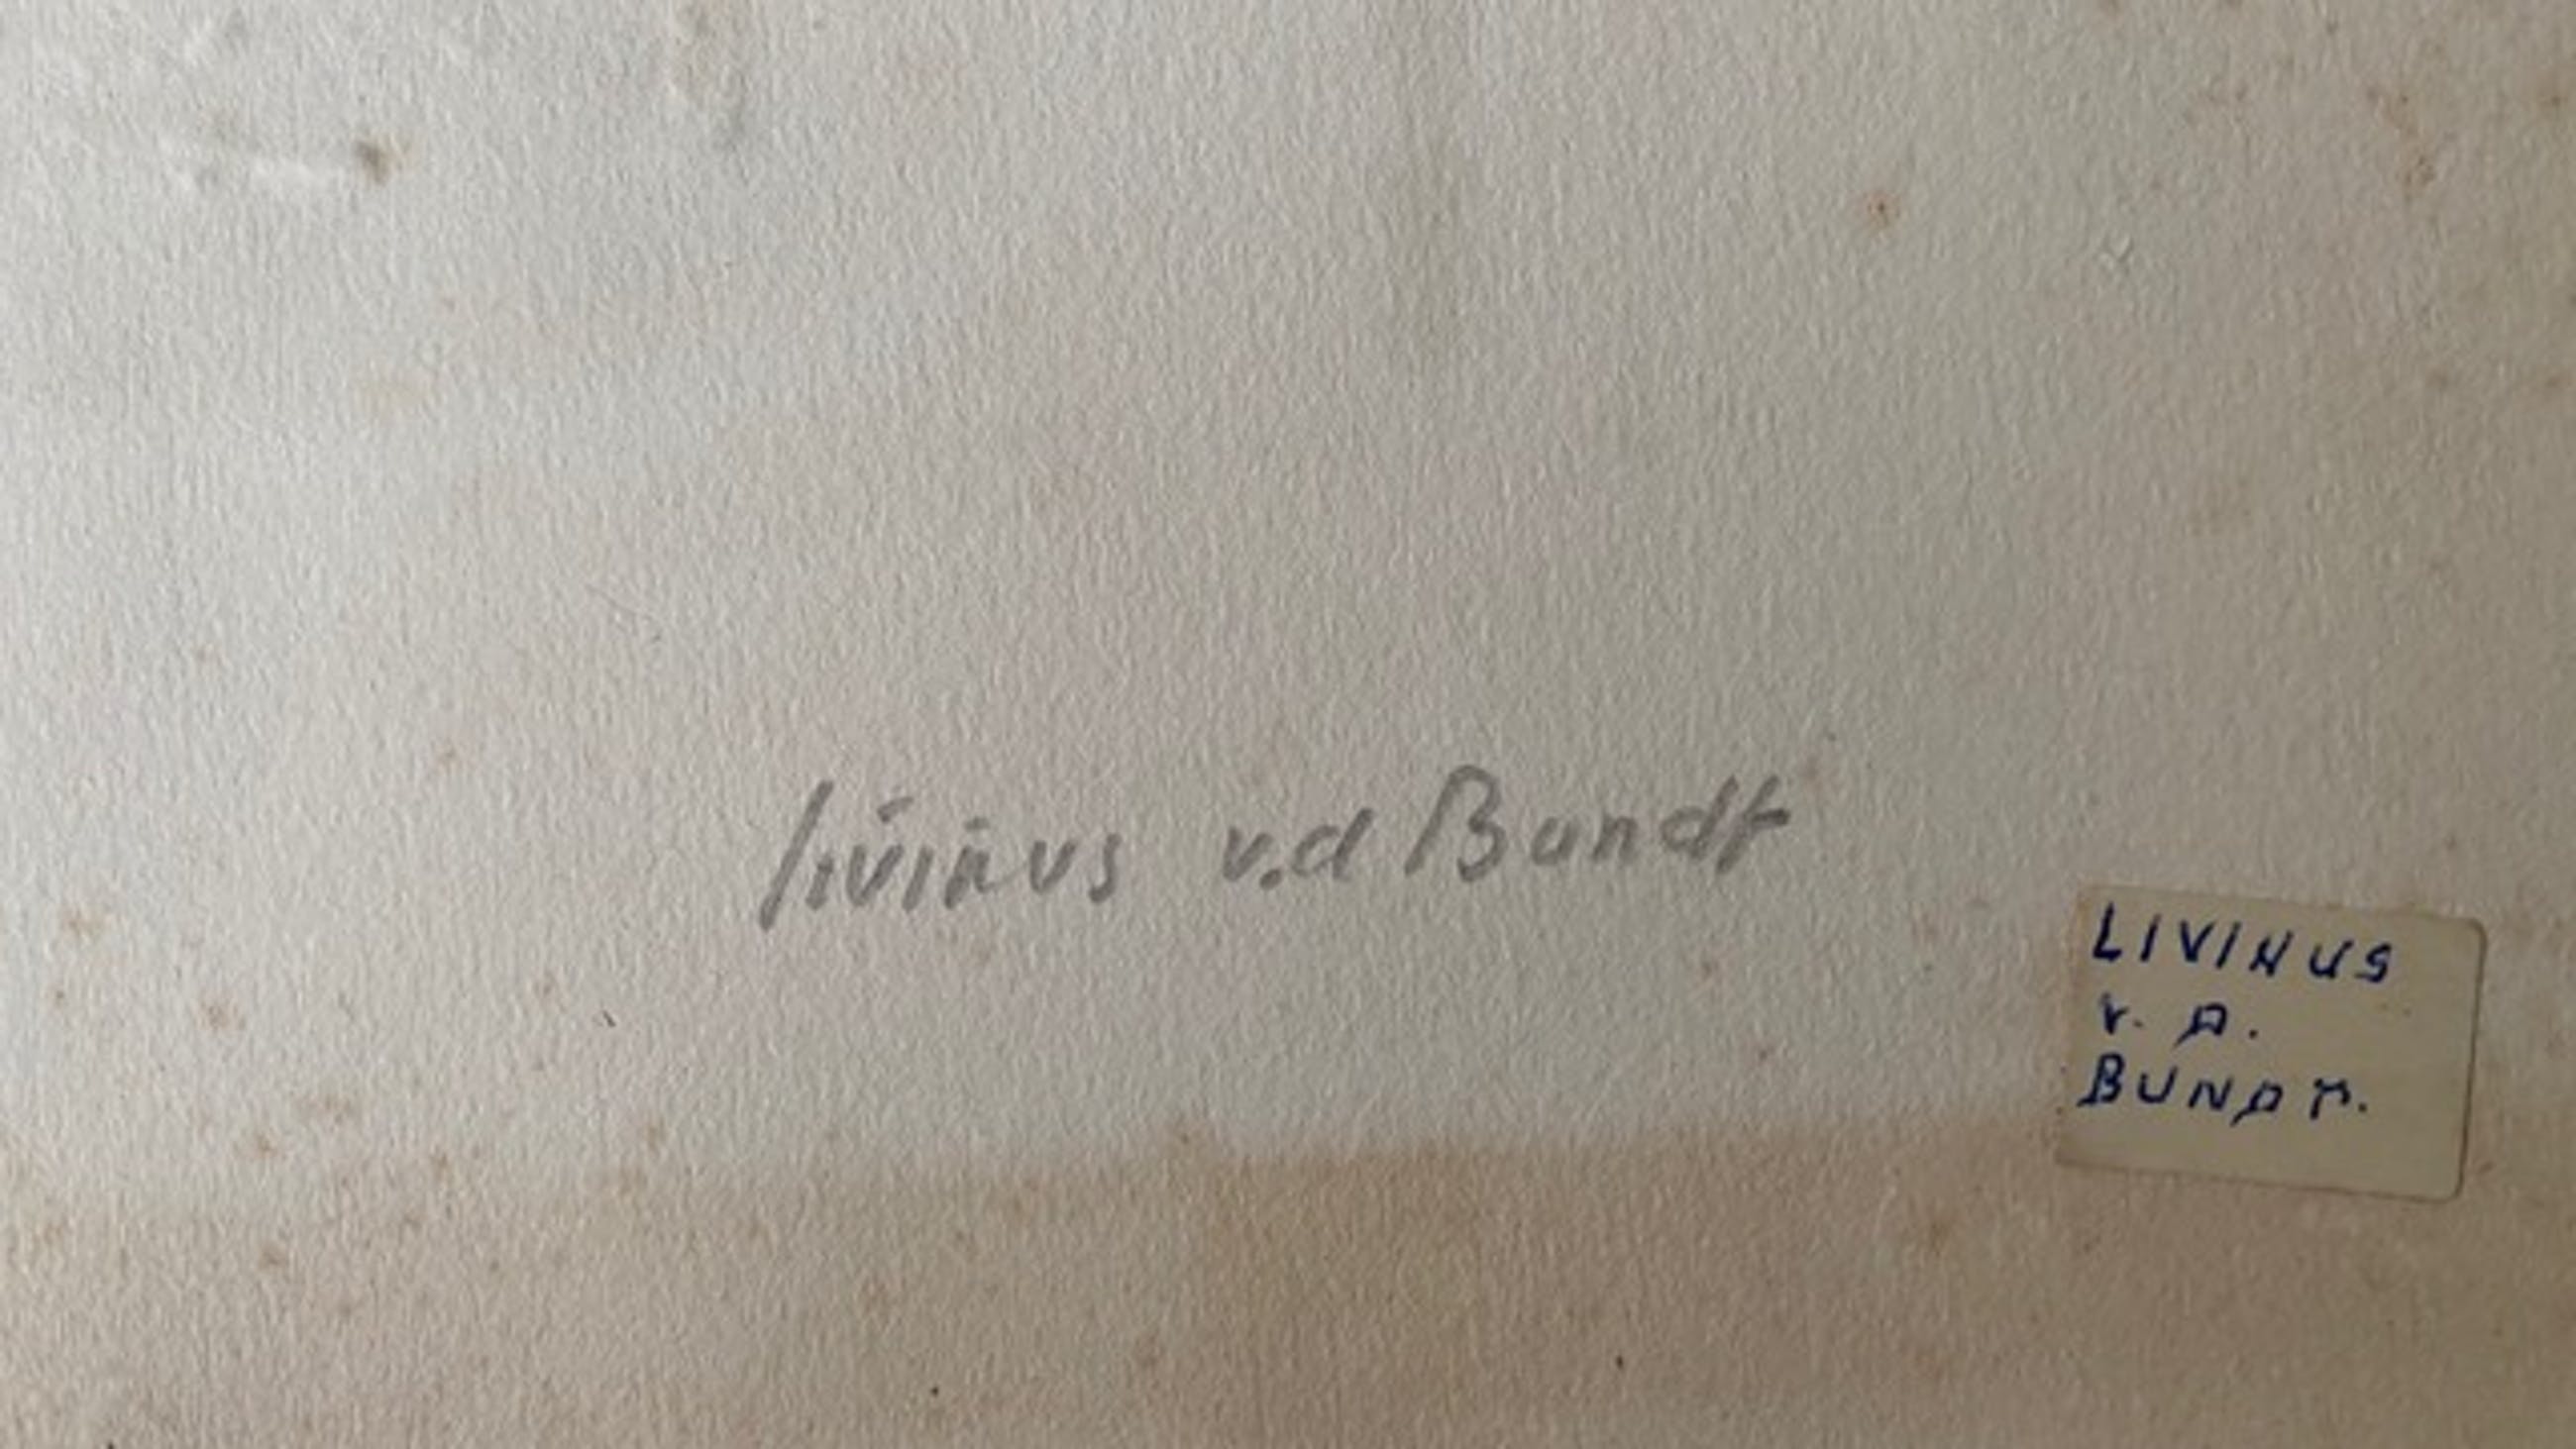 livinus v.d Bundt
LIVINUS
v. D.
BUNDT.